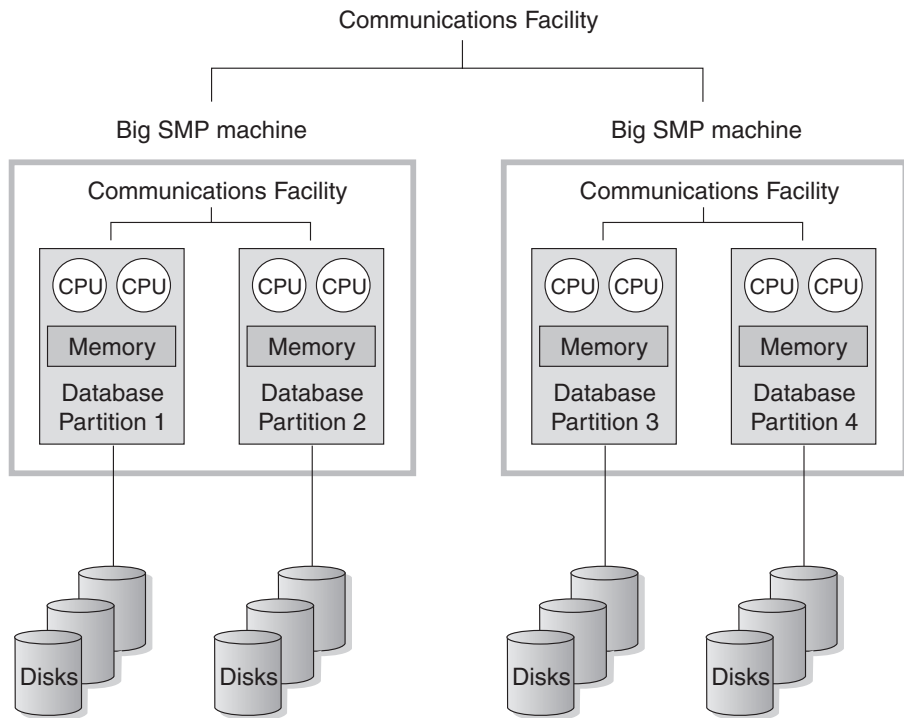 Communications Facility
Big SMP machine
Big SMP machine
Communications Facility
Communications Facility
CPU CPU
CPU CPU
CPU CPU
CPU CPU
Memory
Memory
Memory
Memory
Database
Partition 1
Database
Partition 2
Database
Partition 3
Database
Partition 4
Disks
Disks
Disks
Disks